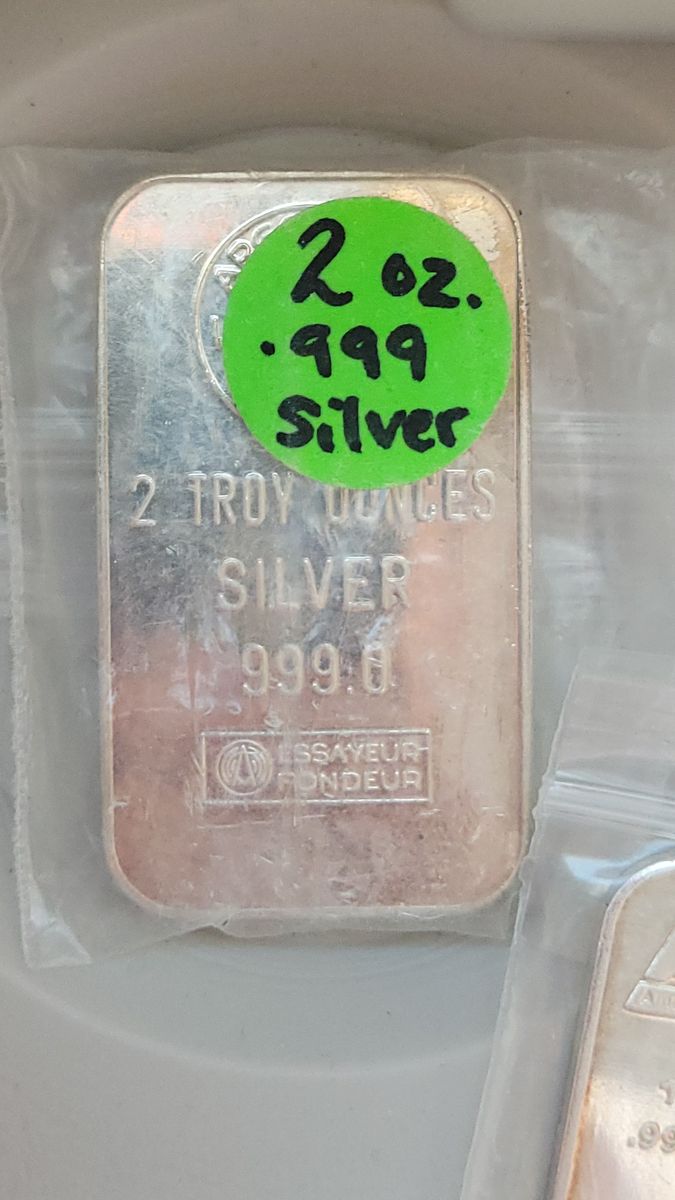 2 oz.
.999
Silver
2 TROY OUNCES
SILVER
999.0
ESSAYEUR
FONDEUR